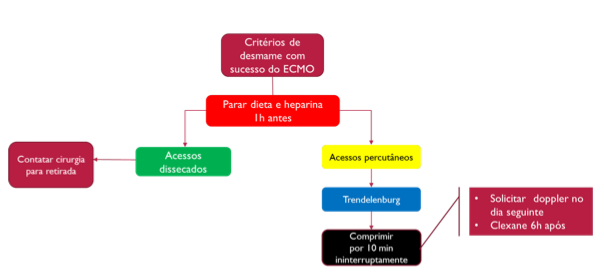 Critérios de
desmame com
sucesso do ECMO
Parar dieta e heparina
1h antes
Contatar cirurgia
para retirada
Acessos
dissecados
Acessos percutâneos
Trendelenburg
Comprimir
por 10 min
ininterruptamente
• Solicitar doppler no
dia seguinte
• Clexane 6h após